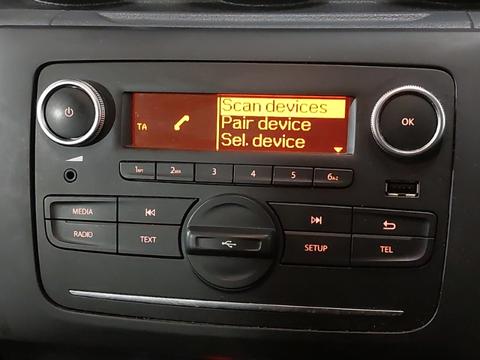 Scan devices
TA
Pair device
Sel. device
OK
1
2
3
4
5
6
MEDIA
RADIO
TEXT
SETUP
TEL